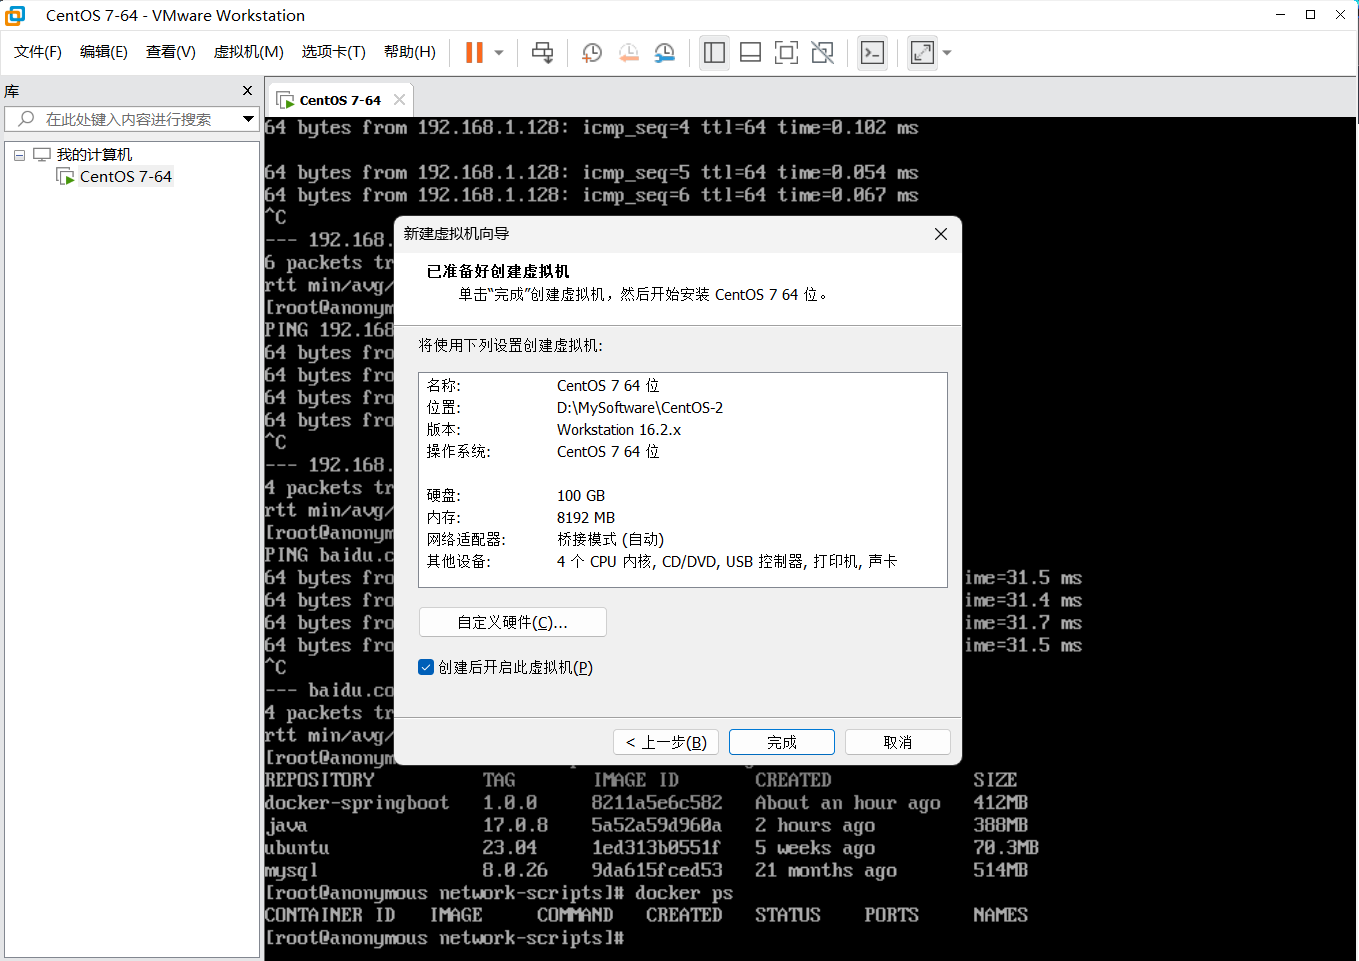 CentOS 7-64 - VMware Workstation
文件(F) 编辑(E) 查看(V) 虚拟机(M) 选项卡(T) 帮助(H)
库
在此处键入内容进行搜索
我的计算机
CentOS 7-64
CentOS 7-64
64 bytes from 192.168.1.128: icmp_seq=4 ttl=64 time=0.102 ms
64 bytes from 192.168.1.128: icmp_seq=5 ttl=64 time=0.054 ms
64 bytes from 192.168.1.128: icmp_seq=6 ttl=64 time=0.067 ms
^C
--- 192.168.
6 packets tr
rtt min/avg/
[root@anonym
PING 192.168
64 bytes fro
64 bytes fro
64 bytes fro
64 bytes fro
^C
--- 192.168.
4 packets tr
rtt min/avg/
[root@anonym
PING baidu.c
64 bytes fro ime=31.5 ms
64 bytes fro ime=31.4 ms
64 bytes fro ime=31.7 ms
64 bytes fro ime=31.5 ms
^C
--- baidu.co
4 packets tr
rtt min/avg/
[root@anonym
新建虚拟机向导
已准备好创建虚拟机
单击“完成”创建虚拟机，然后开始安装 CentOS 7 64 位。
将使用下列设置创建虚拟机:
名称: CentOS 7 64 位
位置: D:\MySoftware\CentOS-2
版本: Workstation 16.2.x
操作系统: CentOS 7 64 位
硬盘: 100 GB
内存: 8192 MB
网络适配器: 桥接模式 (自动)
其他设备: 4 个 CPU 内核, CD/DVD, USB 控制器, 打印机, 声卡
自定义硬件(C)...
创建后开启此虚拟机(P)
< 上一步(B) 完成 取消
REPOSITORY TAG IMAGE ID CREATED SIZE
docker-springboot 1.0.0 8211a5e6c582 About an hour ago 412MB
java 17.0.8 5a52a59d960a 2 hours ago 388MB
ubuntu 23.04 1ed313b0551f 5 weeks ago 70.3MB
mysql 8.0.26 9da615fced53 21 months ago 514MB
[root@anonymous network-scripts]# docker ps
CONTAINER ID IMAGE COMMAND CREATED STATUS PORTS NAMES
[root@anonymous network-scripts]#